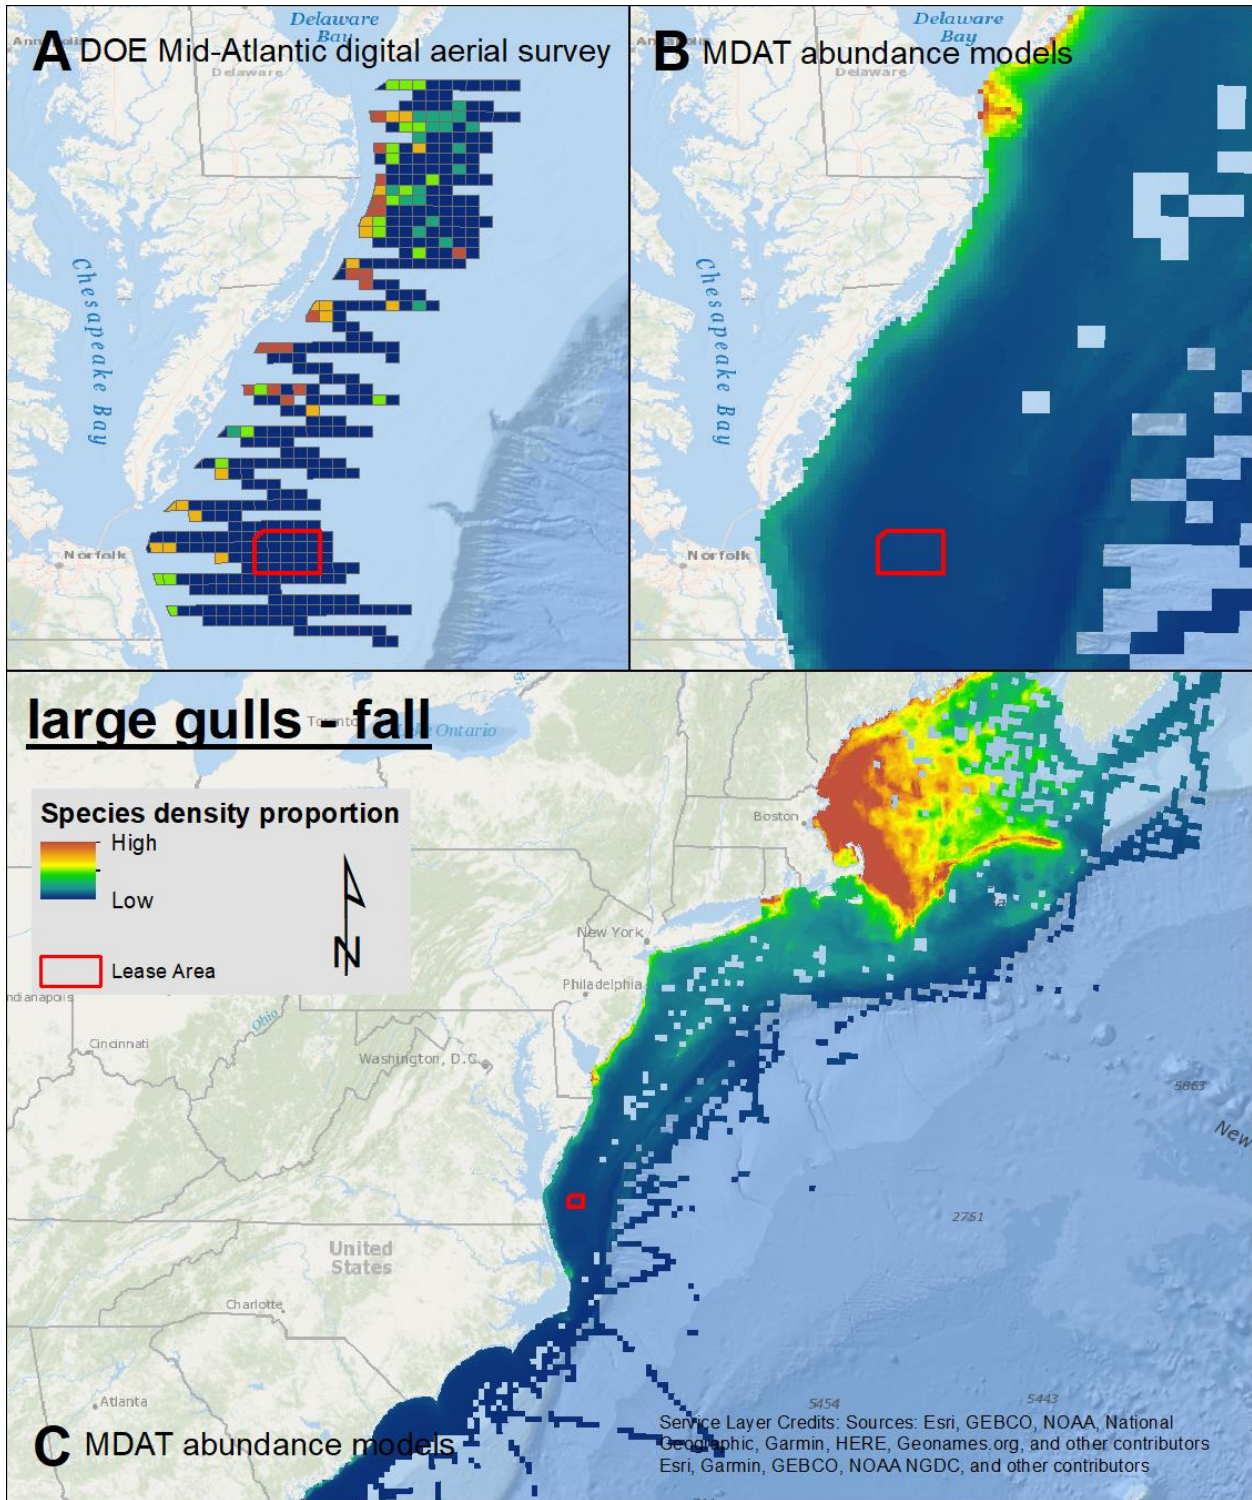 Delaware
Bay
A DOE Mid-Atlantic digital aerial survey
Delaware
Chesapeake Bay
Norfolk
Delaware
Bay
B MDAT abundance models
Delaware
Chesapeake Bay
Norfolk
large gulls - fall
Toronto
Lake Ontario
Species density proportion
High
Low
N
Lease Area
Boston
New York
Philadelphia
Indianapolis
Ohio
Cincinnati
Washington, D.C.
5863
New
2751
United
States
Charlotte
Atlanta
5454
5443
C MDAT abundance models
Service Layer Credits: Sources: Esri, GEBCO, NOAA, National
Geographic, Garmin, HERE, Geonames.org, and other contributors
Esri, Garmin, GEBCO, NOAA NGDC, and other contributors